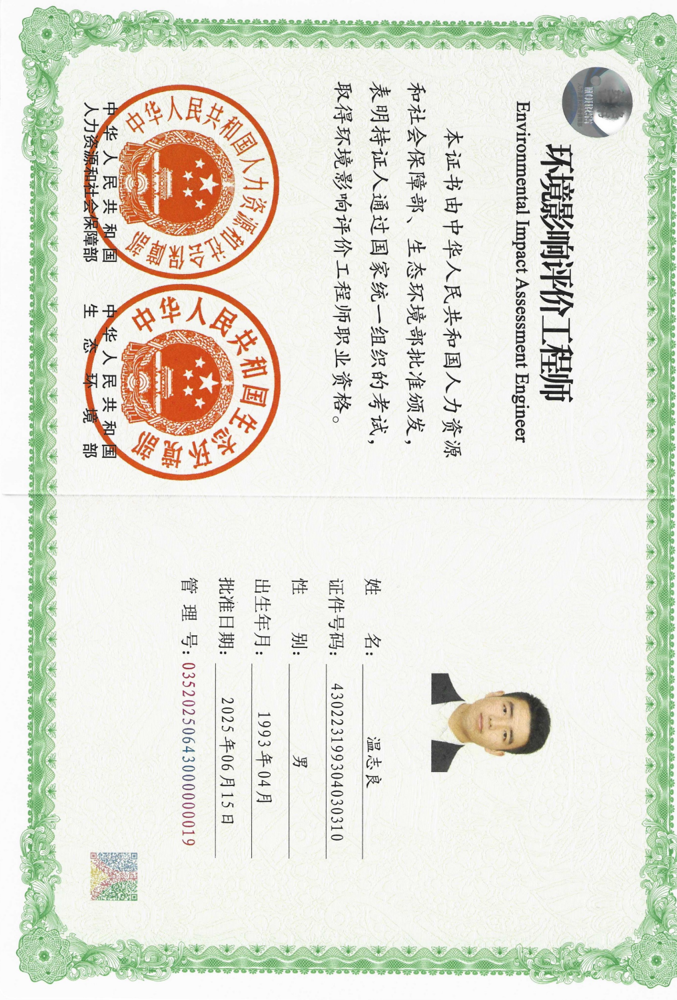 环境影响评价工程师
Environmental Impact Assessment Engineer
本证书由中华人民共和国人力资源
和社会保障部、生态环境部批准颁发，
表明持证人通过国家统一组织的考试，
取得环境影响评价工程师职业资格。
中华人民共和国人力资源和社会保障部
中华人民共和国
人力资源和社会保障部
中华人民共和国生态环境部
中华人民共和国
生态环境部
姓 名： 温志良
证件号码： 430223199304030310
性 别： 男
出生年月： 1993年04月
批准日期： 2025年06月15日
管 理 号： 03520250643000000019